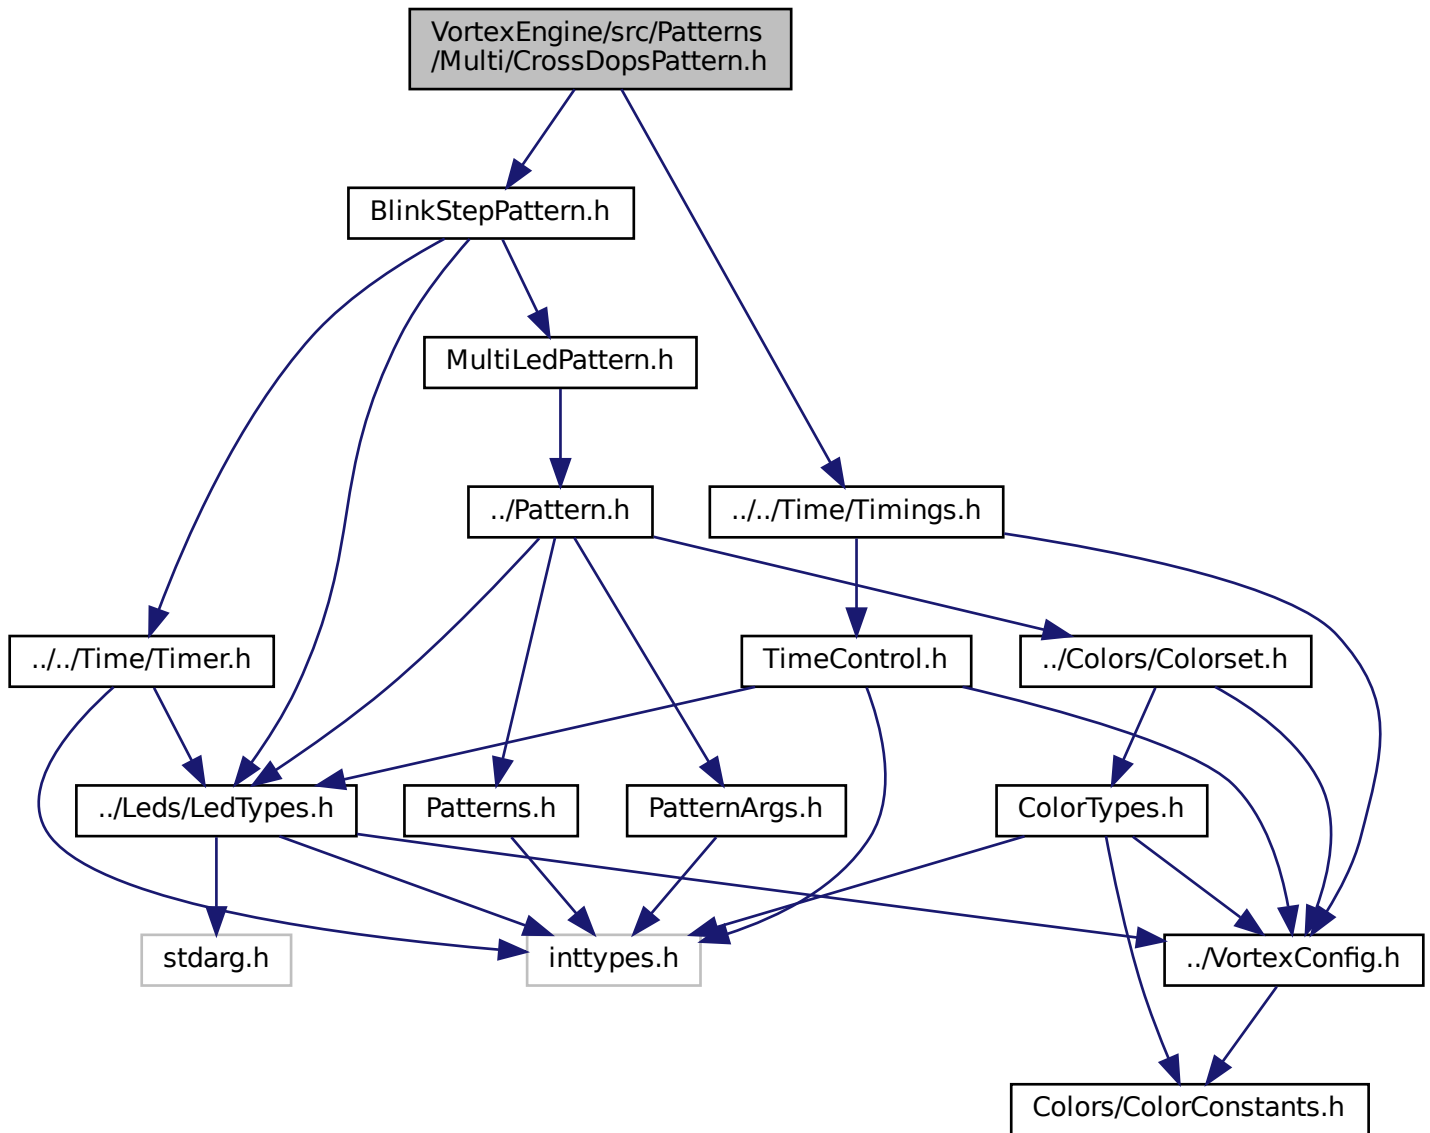 VortexEngine/src/Patterns
/Multi/CrossDopsPattern.h
BlinkStepPattern.h
MultiLedPattern.h
../Pattern.h
../../Time/Timings.h
../../Time/Timer.h
TimeControl.h
../Colors/Colorset.h
../Leds/LedTypes.h
Patterns.h
PatternArgs.h
ColorTypes.h
stdarg.h
inttypes.h
../VortexConfig.h
Colors/ColorConstants.h